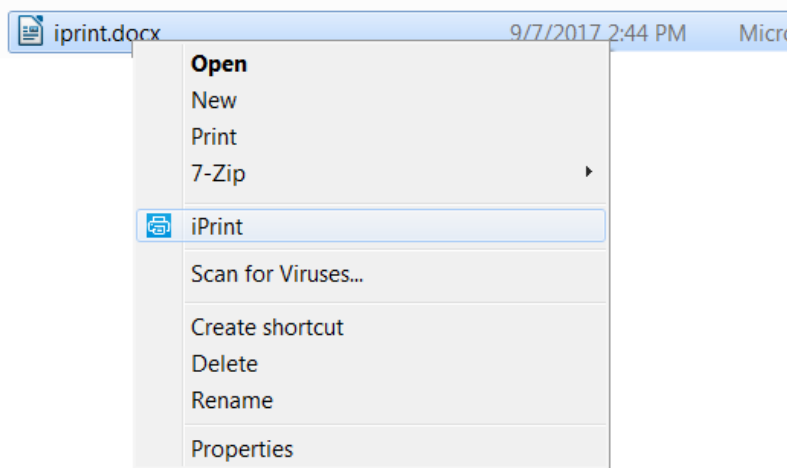 iprint.docx 9/7/2017 2:44 PM Micro
Open
New
Print
7-Zip
iPrint
Scan for Viruses...
Create shortcut
Delete
Rename
Properties